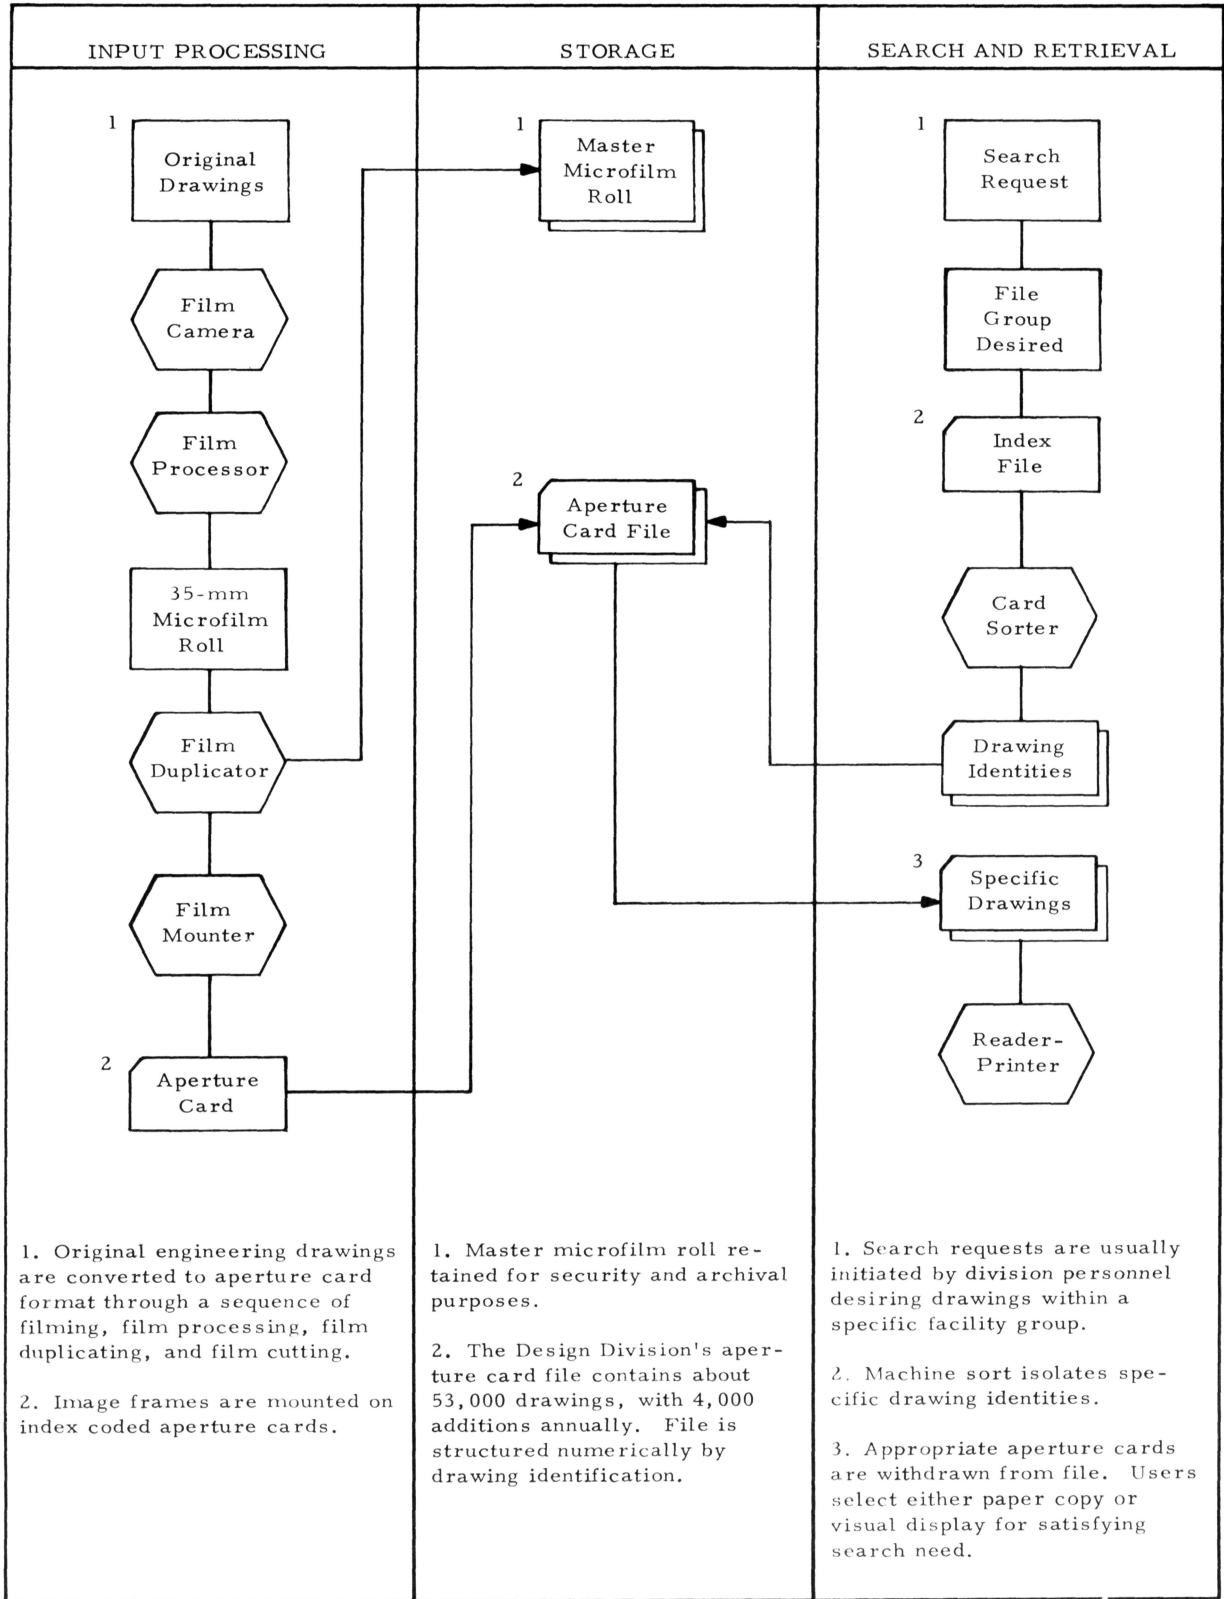 INPUT PROCESSING
STORAGE
SEARCH AND RETRIEVAL
1
Original
Drawings
Film
Camera
Film
Processor
35-mm
Microfilm
Roll
Film
Duplicator
Film
Mounter
2
Aperture
Card
1
Master
Microfilm
Roll
2
Aperture
Card File
1
Search
Request
File
Group
Desired
2
Index
File
Card
Sorter
Drawing
Identities
3
Specific
Drawings
Reader-
Printer
1. Original engineering drawings
are converted to aperture card
format through a sequence of
filming, film processing, film
duplicating, and film cutting.
2. Image frames are mounted on
index coded aperture cards.
1. Master microfilm roll re-
tained for security and archival
purposes.
2. The Design Division's aper-
ture card file contains about
53,000 drawings, with 4,000
additions annually. File is
structured numerically by
drawing identification.
1. Search requests are usually
initiated by division personnel
desiring drawings within a
specific facility group.
2. Machine sort isolates spe-
cific drawing identities.
3. Appropriate aperture cards
are withdrawn from file. Users
select either paper copy or
visual display for satisfying
search need.